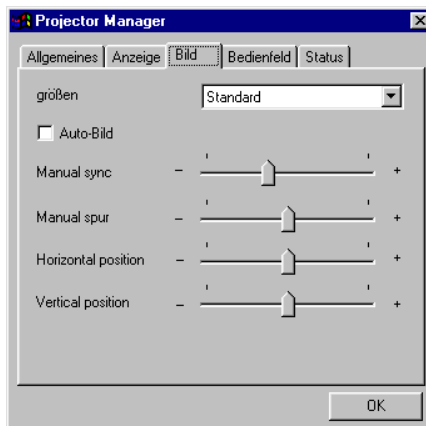 Projector Manager
Allgemeines Anzeige Bild Bedienfeld Status
größen Standard
Auto-Bild
Manual sync - +
Manual spur - +
Horizontal position - +
Vertical position - +
OK